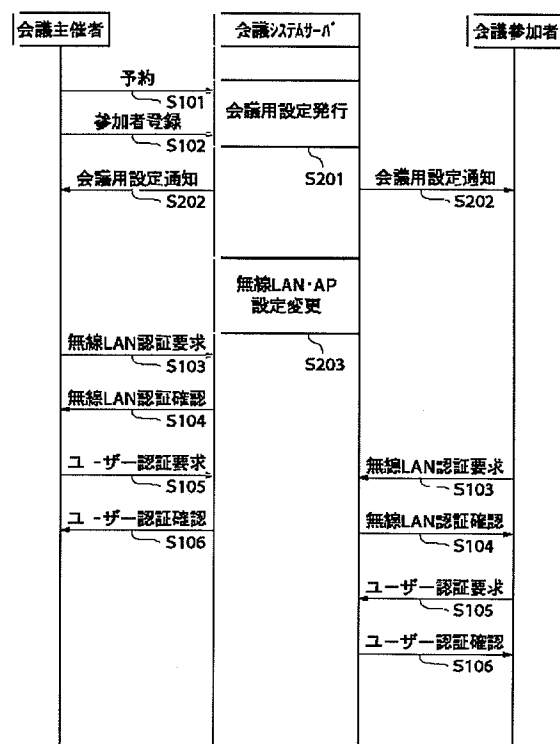 会議主催者
会議システムサーバ
会議参加者
予約
S101
参加者登録
S102
会議用設定発行
S201
会議用設定通知
S202
会議用設定通知
S202
無線LAN・AP
設定変更
S203
無線LAN認証要求
S103
無線LAN認証確認
S104
ユーザー認証要求
S105
無線LAN認証要求
S103
ユーザー認証確認
S106
無線LAN認証確認
S104
ユーザー認証要求
S105
ユーザー認証確認
S106